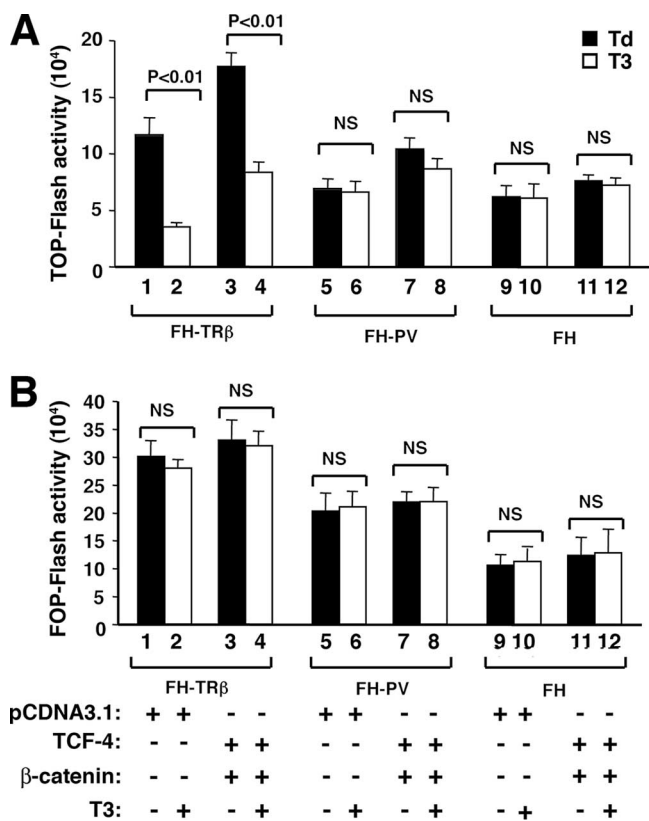 A
TOP-Flash activity (10⁴)
20
15
10
5
0
P<0.01
P<0.01
NS
NS
NS
NS
Td
T3
1 2 3 4 5 6 7 8 9 10 11 12
FH-TRβ FH-PV FH
B
FOP-Flash activity (10⁴)
40
35
30
25
20
15
10
5
0
NS
NS
NS
NS
NS
NS
1 2 3 4 5 6 7 8 9 10 11 12
FH-TRβ FH-PV FH
pCDNA3.1: + + - - + + - - + + - -
TCF-4: - - + + - - + + - - + +
β-catenin: - - + + - - + + - - + +
T3: - + - + - + - + - + - +